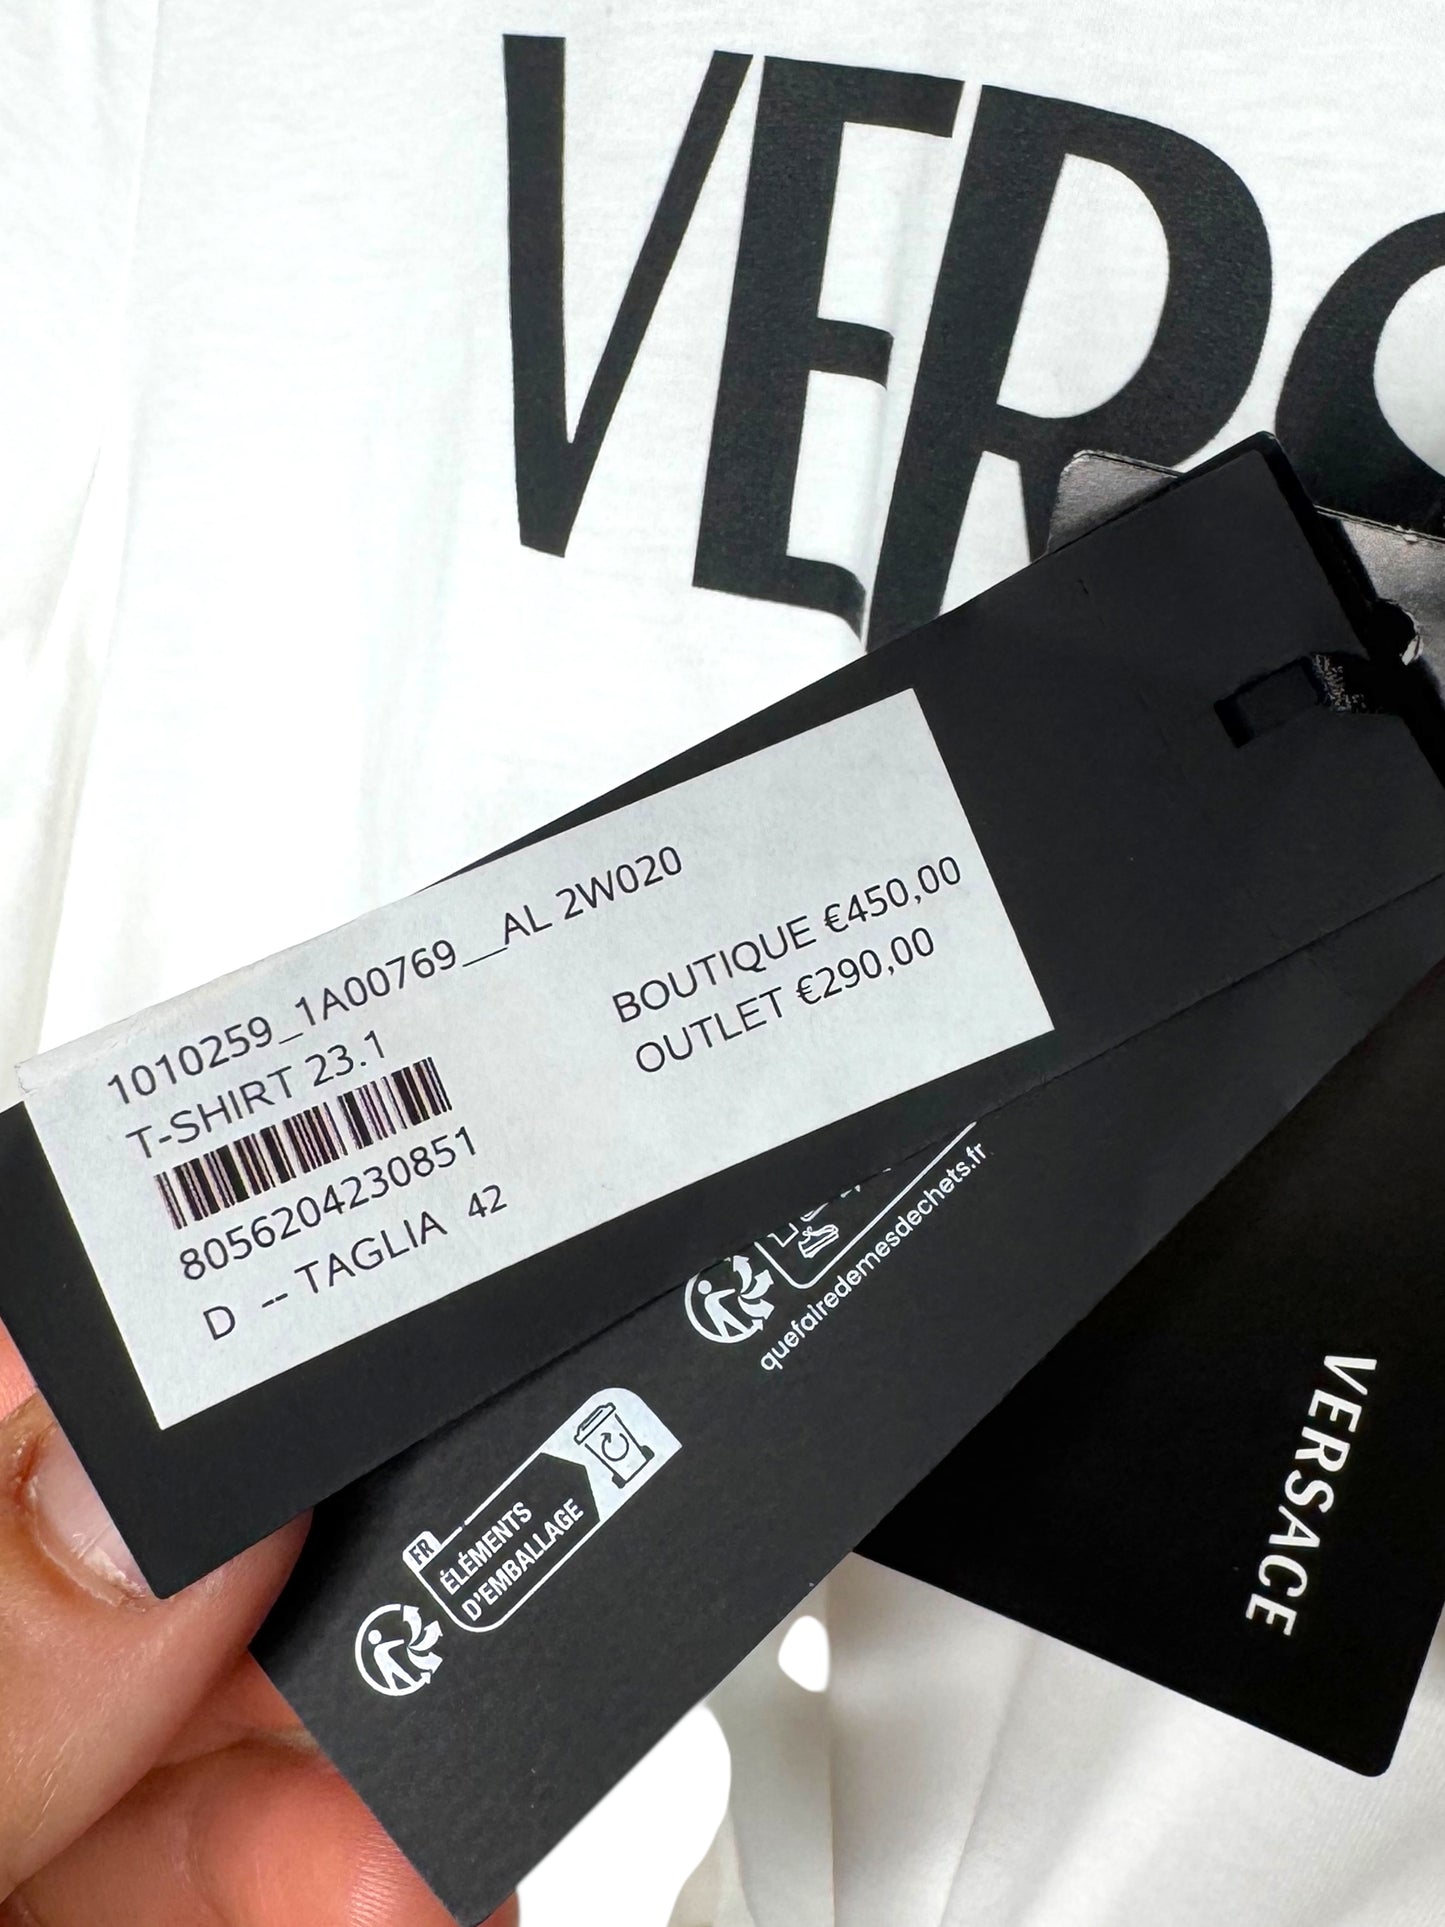 VERS
1010259_1A00769__AL 2W020
T-SHIRT 23.1
8056204230851
D -- TAGLIA 42
BOUTIQUE €450,00
OUTLET €290,00
quefairedemesdechets.fr
FR
ÉLÉMENTS
D'EMBALLAGE
VERSACE